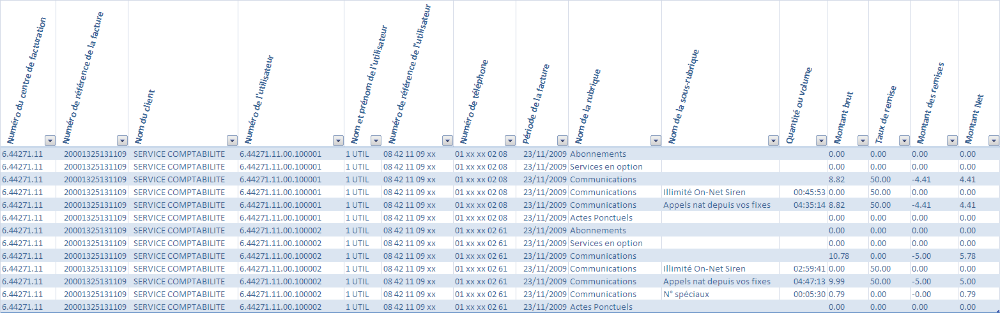 Numéro du centre de facturation Numéro de référence de la facture Nom du client Numéro de l'utilisateur Nom et prénom de l'utilisateur Numéro de référence de l'utilisateur Numéro de téléphone Période de la facture Nom de la rubrique Nom de la sous-rubrique Quantité ou volume Montant brut Taux de remise Montant des remises Montant Net
6.44271.11 20001325131109 SERVICE COMPTABILITE 6.44271.11.00.100001 1 UTIL 08 42 11 09 xx 01 xx xx 02 08 23/11/2009 Abonnements 0.00 0.00 0.00 0.00
6.44271.11 20001325131109 SERVICE COMPTABILITE 6.44271.11.00.100001 1 UTIL 08 42 11 09 xx 01 xx xx 02 08 23/11/2009 Services en option 0.00 0.00 0.00 0.00
6.44271.11 20001325131109 SERVICE COMPTABILITE 6.44271.11.00.100001 1 UTIL 08 42 11 09 xx 01 xx xx 02 08 23/11/2009 Communications 8.82 50.00 -4.41 4.41
6.44271.11 20001325131109 SERVICE COMPTABILITE 6.44271.11.00.100001 1 UTIL 08 42 11 09 xx 01 xx xx 02 08 23/11/2009 Communications Illimité On-Net Siren 00:45:53 0.00 50.00 0.00 0.00
6.44271.11 20001325131109 SERVICE COMPTABILITE 6.44271.11.00.100001 1 UTIL 08 42 11 09 xx 01 xx xx 02 08 23/11/2009 Communications Appels nat depuis vos fixes 04:35:14 8.82 50.00 -4.41 4.41
6.44271.11 20001325131109 SERVICE COMPTABILITE 6.44271.11.00.100001 1 UTIL 08 42 11 09 xx 01 xx xx 02 08 23/11/2009 Actes Ponctuels 0.00 0.00 0.00 0.00
6.44271.11 20001325131109 SERVICE COMPTABILITE 6.44271.11.00.100002 1 UTIL 08 42 11 09 xx 01 xx xx 02 61 23/11/2009 Abonnements 0.00 0.00 0.00 0.00
6.44271.11 20001325131109 SERVICE COMPTABILITE 6.44271.11.00.100002 1 UTIL 08 42 11 09 xx 01 xx xx 02 61 23/11/2009 Services en option 0.00 0.00 0.00 0.00
6.44271.11 20001325131109 SERVICE COMPTABILITE 6.44271.11.00.100002 1 UTIL 08 42 11 09 xx 01 xx xx 02 61 23/11/2009 Communications 10.78 0.00 -5.00 5.78
6.44271.11 20001325131109 SERVICE COMPTABILITE 6.44271.11.00.100002 1 UTIL 08 42 11 09 xx 01 xx xx 02 61 23/11/2009 Communications Illimité On-Net Siren 02:59:41 0.00 50.00 0.00 0.00
6.44271.11 20001325131109 SERVICE COMPTABILITE 6.44271.11.00.100002 1 UTIL 08 42 11 09 xx 01 xx xx 02 61 23/11/2009 Communications Appels nat depuis vos fixes 04:47:13 9.99 50.00 -5.00 5.00
6.44271.11 20001325131109 SERVICE COMPTABILITE 6.44271.11.00.100002 1 UTIL 08 42 11 09 xx 01 xx xx 02 61 23/11/2009 Communications N° spéciaux 00:05:30 0.79 0.00 -0.00 0.79
6.44271.11 20001325131109 SERVICE COMPTABILITE 6.44271.11.00.100002 1 UTIL 08 42 11 09 xx 01 xx xx 02 61 23/11/2009 Actes Ponctuels 0.00 0.00 0.00 0.00